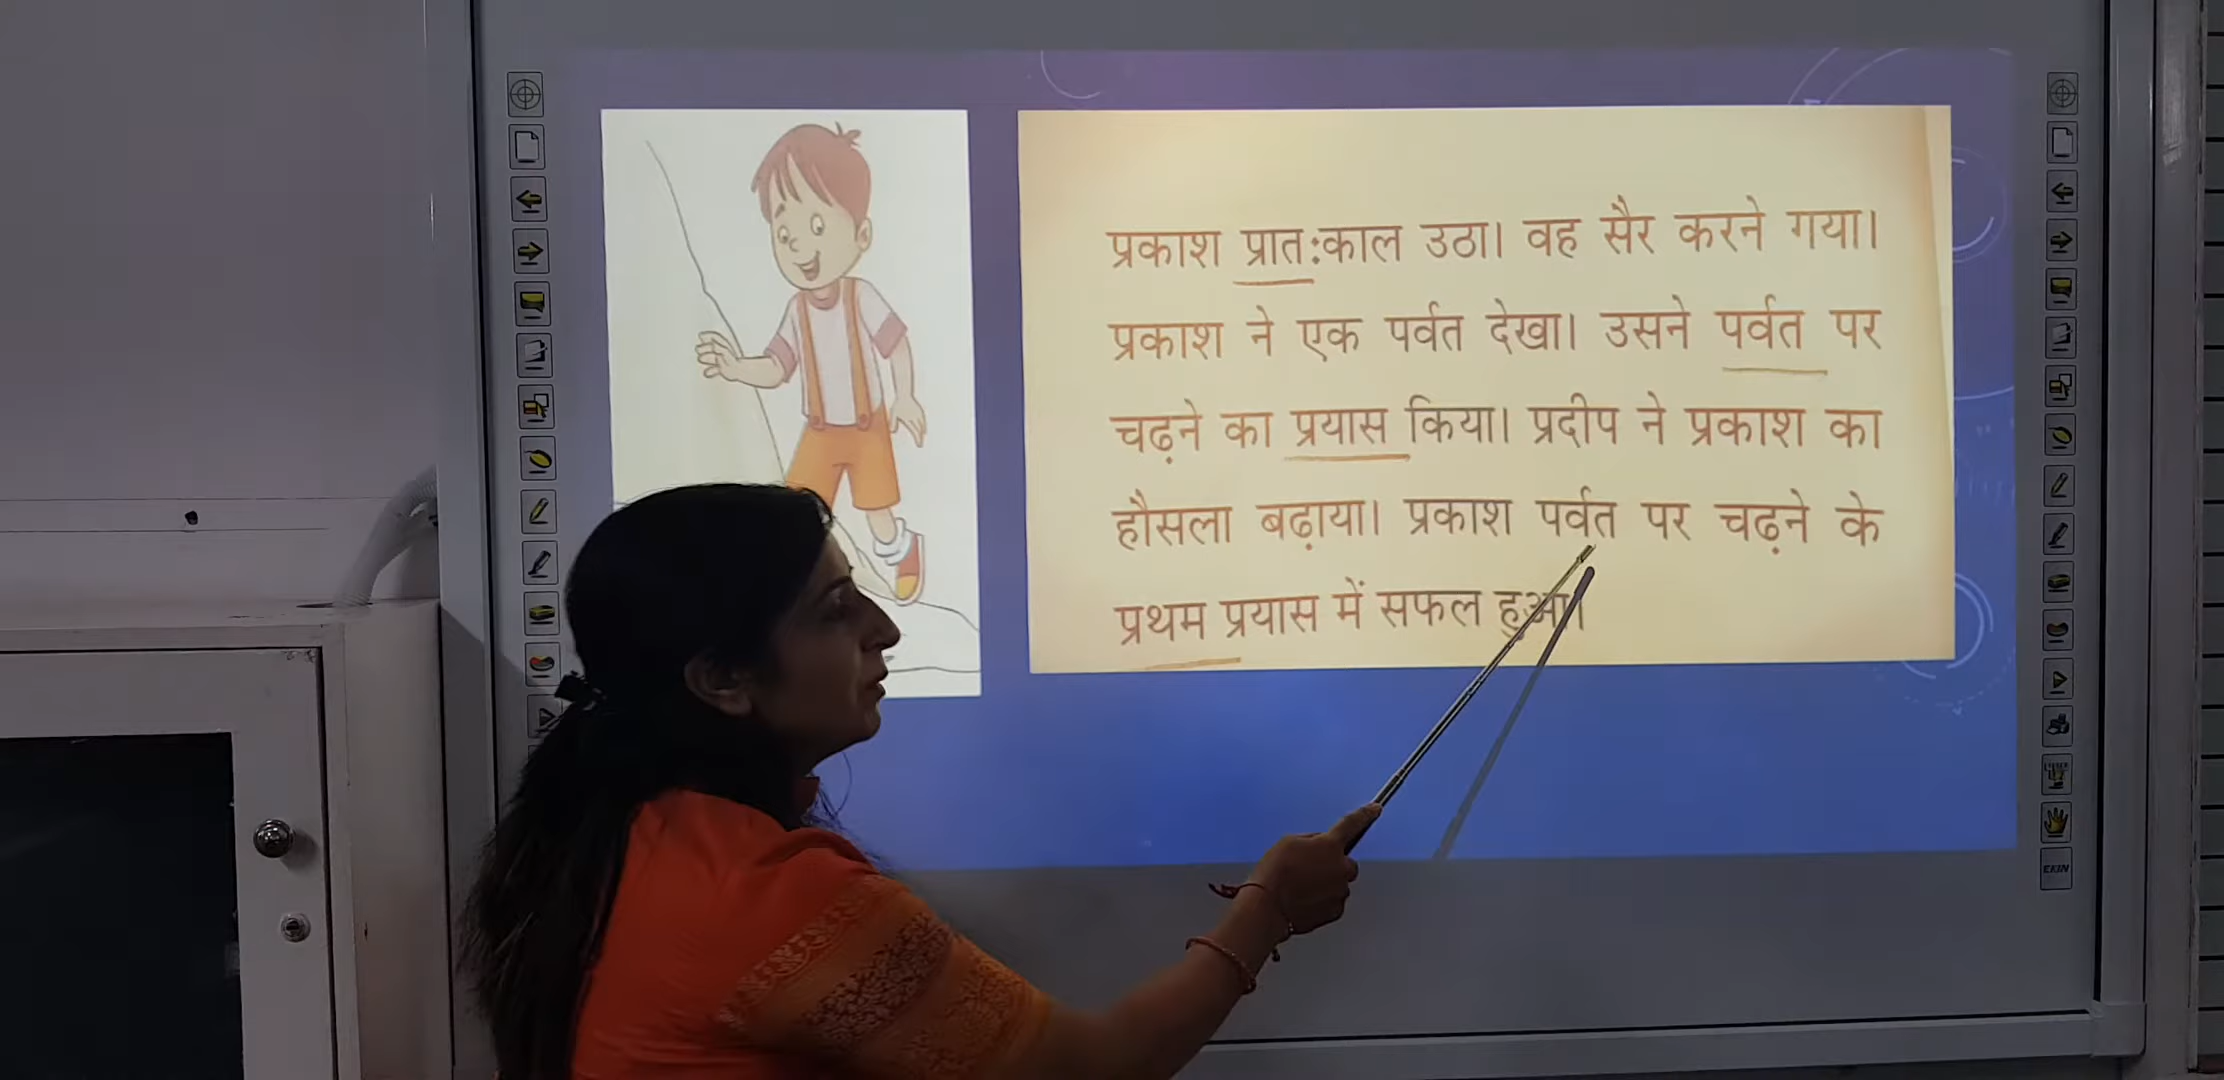 प्रकाश प्रातःकाल उठा। वह सैर करने गया।
प्रकाश ने एक पर्वत देखा। उसने पर्वत पर
चढ़ने का प्रयास किया। प्रदीप ने प्रकाश का
हौसला बढ़ाया। प्रकाश पर्वत पर चढ़ने के
प्रथम प्रयास में सफल हुआ।